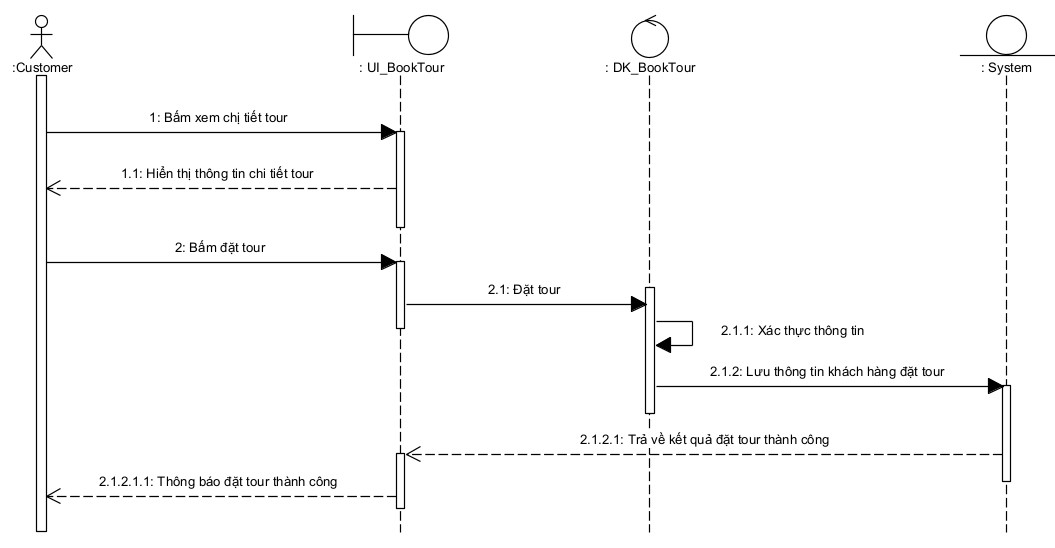 :Customer
: UI_BookTour
: DK_BookTour
: System
1: Bấm xem chị tiết tour
1.1: Hiển thị thông tin chi tiết tour
2: Bấm đặt tour
2.1: Đặt tour
2.1.1: Xác thực thông tin
2.1.2: Lưu thông tin khách hàng đặt tour
2.1.2.1: Trả về kết quả đặt tour thành công
2.1.2.1.1: Thông báo đặt tour thành công